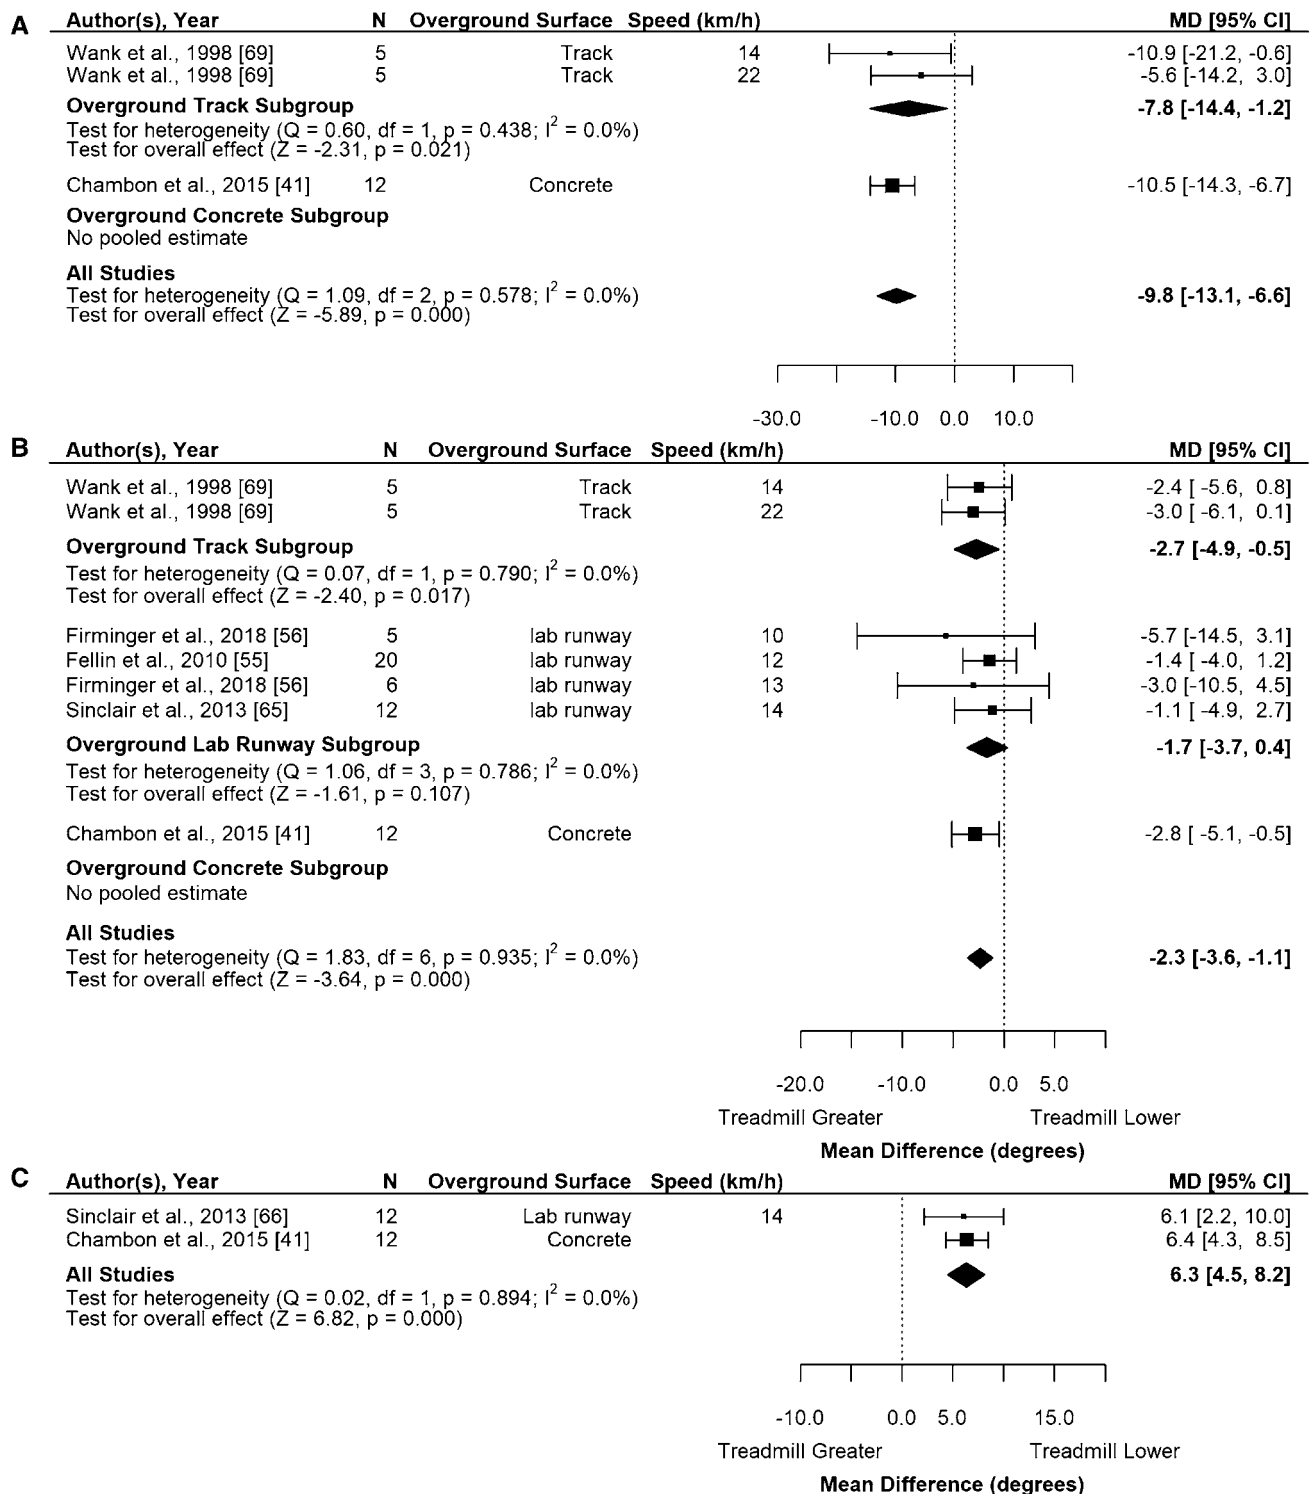 A Author(s), Year N Overground Surface Speed (km/h) MD [95% CI]
Wank et al., 1998 [69] 5 Track 14 -10.9 [-21.2, -0.6]
Wank et al., 1998 [69] 5 Track 22 -5.6 [-14.2, 3.0]
Overground Track Subgroup -7.8 [-14.4, -1.2]
Test for heterogeneity (Q = 0.60, df = 1, p = 0.438; I² = 0.0%)
Test for overall effect (Z = -2.31, p = 0.021)
Chambon et al., 2015 [41] 12 Concrete -10.5 [-14.3, -6.7]
Overground Concrete Subgroup
No pooled estimate
All Studies
Test for heterogeneity (Q = 1.09, df = 2, p = 0.578; I² = 0.0%) -9.8 [-13.1, -6.6]
Test for overall effect (Z = -5.89, p = 0.000)
-30.0 -10.0 0.0 10.0
B Author(s), Year N Overground Surface Speed (km/h) MD [95% CI]
Wank et al., 1998 [69] 5 Track 14 -2.4 [ -5.6, 0.8]
Wank et al., 1998 [69] 5 Track 22 -3.0 [ -6.1, 0.1]
Overground Track Subgroup -2.7 [-4.9, -0.5]
Test for heterogeneity (Q = 0.07, df = 1, p = 0.790; I² = 0.0%)
Test for overall effect (Z = -2.40, p = 0.017)
Firminger et al., 2018 [56] 5 lab runway 10 -5.7 [-14.5, 3.1]
Fellin et al., 2010 [55] 20 lab runway 12 -1.4 [ -4.0, 1.2]
Firminger et al., 2018 [56] 6 lab runway 13 -3.0 [-10.5, 4.5]
Sinclair et al., 2013 [65] 12 lab runway 14 -1.1 [ -4.9, 2.7]
Overground Lab Runway Subgroup -1.7 [-3.7, 0.4]
Test for heterogeneity (Q = 1.06, df = 3, p = 0.786; I² = 0.0%)
Test for overall effect (Z = -1.61, p = 0.107)
Chambon et al., 2015 [41] 12 Concrete -2.8 [ -5.1, -0.5]
Overground Concrete Subgroup
No pooled estimate
All Studies
Test for heterogeneity (Q = 1.83, df = 6, p = 0.935; I² = 0.0%) -2.3 [-3.6, -1.1]
Test for overall effect (Z = -3.64, p = 0.000)
-20.0 -10.0 0.0 5.0
Treadmill Greater Treadmill Lower
Mean Difference (degrees)
C Author(s), Year N Overground Surface Speed (km/h) MD [95% CI]
Sinclair et al., 2013 [66] 12 Lab runway 14 6.1 [2.2, 10.0]
Chambon et al., 2015 [41] 12 Concrete 6.4 [4.3, 8.5]
All Studies 6.3 [4.5, 8.2]
Test for heterogeneity (Q = 0.02, df = 1, p = 0.894; I² = 0.0%)
Test for overall effect (Z = 6.82, p = 0.000)
-10.0 0.0 5.0 15.0
Treadmill Greater Treadmill Lower
Mean Difference (degrees)